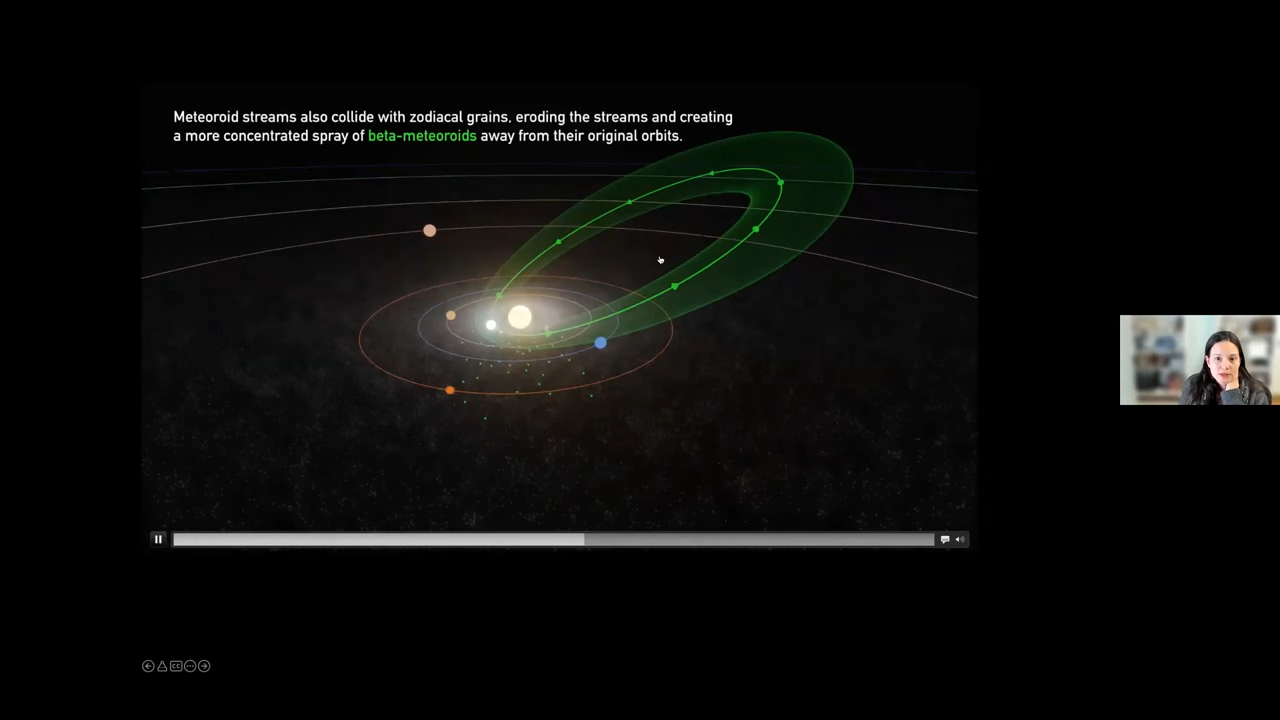 Meteoroid streams also collide with zodiacal grains, eroding the streams and creating
a more concentrated spray of beta-meteoroids away from their original orbits.